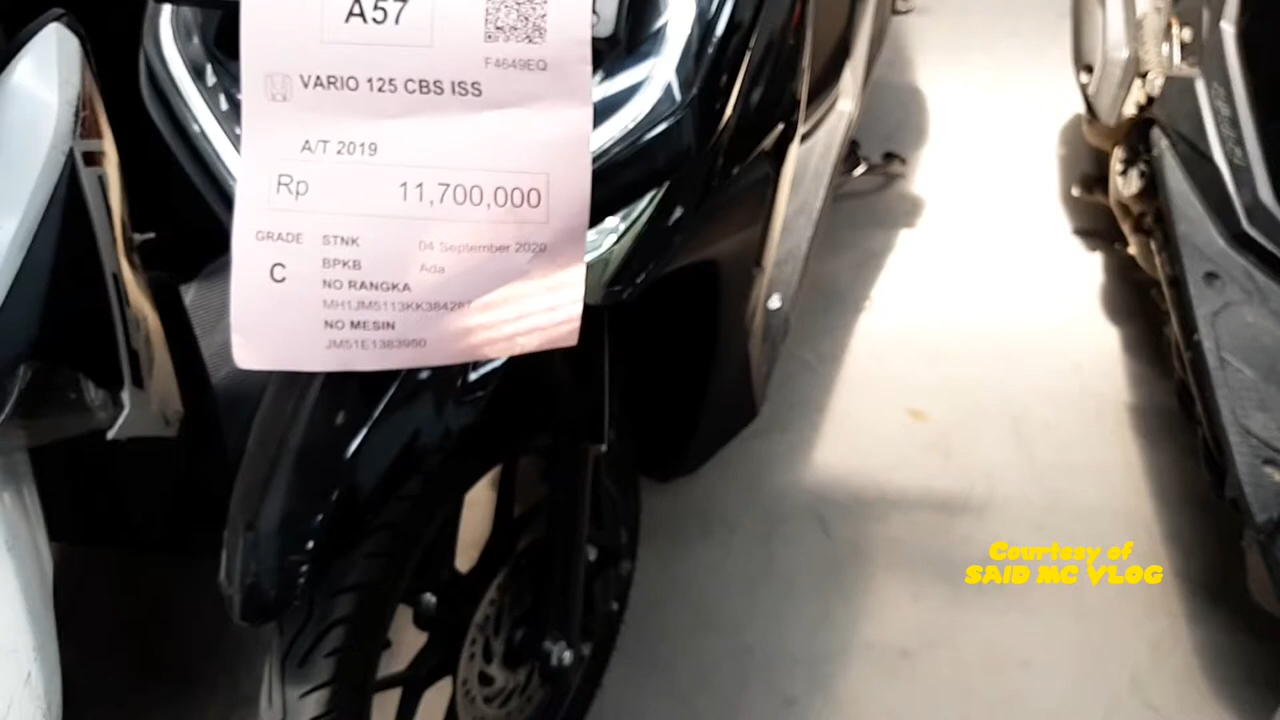 A57
F4649EQ
VARIO 125 CBS ISS
A/T 2019
Rp 11,700,000
GRADE
C
STNK 04 September 2020
BPKB Ada
NO RANGKA
NO MESIN
JM51E1383960
Courtesy of
SAID MC VLOG